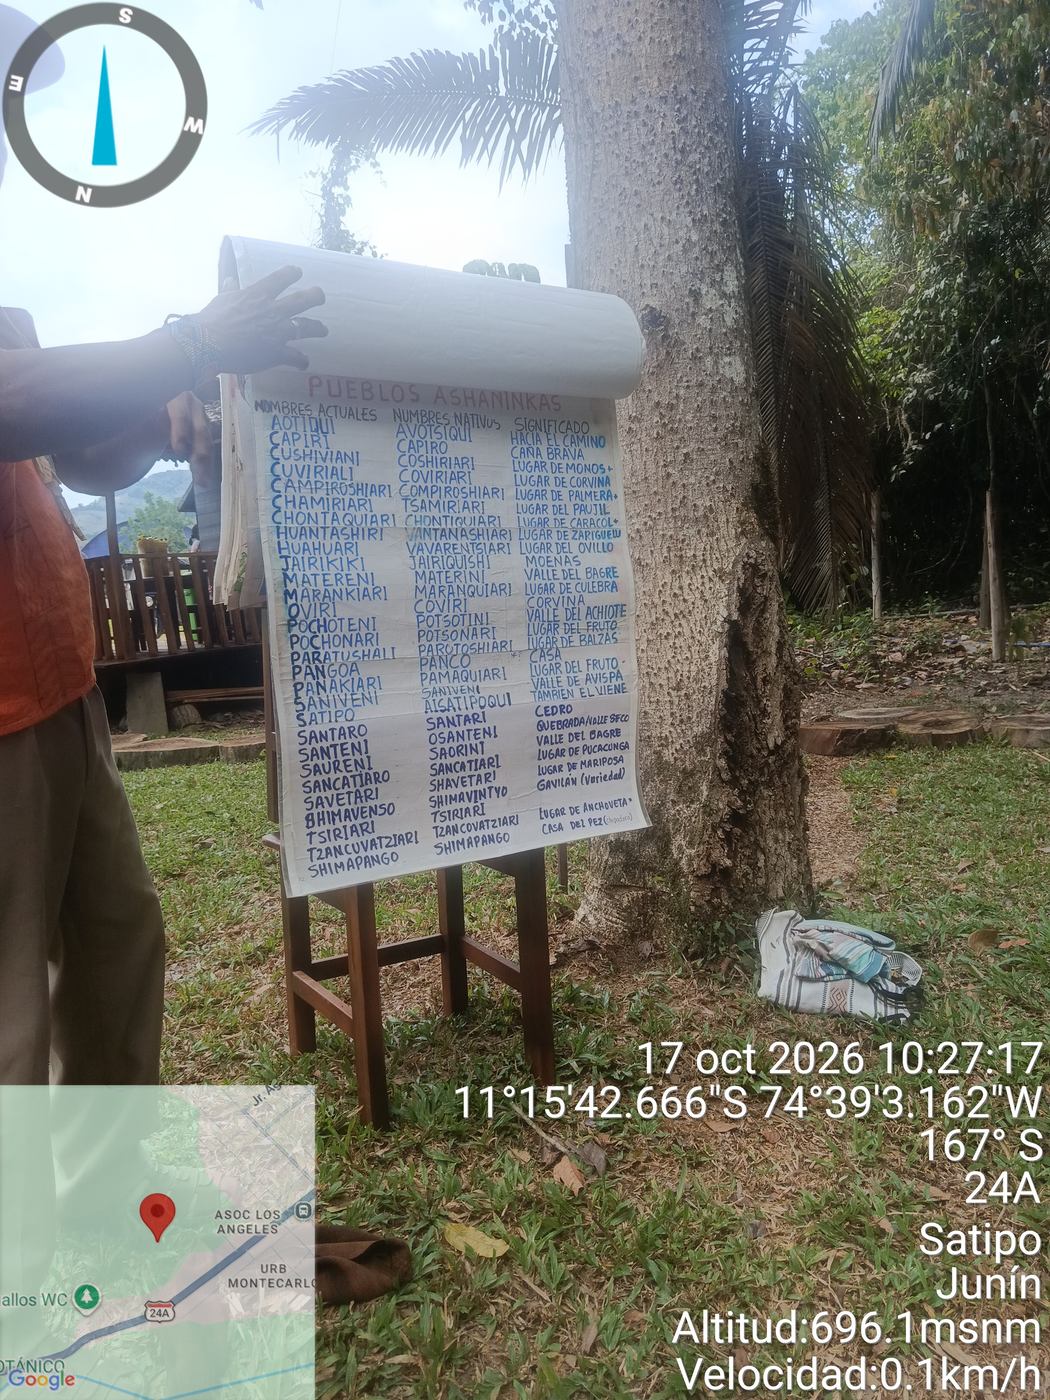 S
E
W
N
PUEBLOS ASHANINKAS
NOMBRES ACTUALES NOMBRES NATIVOS SIGNIFICADO
AOTIQUI AVOTSIQUI HACIA EL CAMINO
CAPIRI CAPIRO CAÑA BRAVA
CUSHIVIANI COSHIRIARI LUGAR DE MONOS
CUVIRIALI COVIRIARI LUGAR DE CORVINA
CAMPIROSHIARI COMPIROSHIARI LUGAR DE PALMERA
CHAMIRIARI TSAMIRIARI LUGAR DEL PAUJIL
CHONTAQUIARI CHONTIQUIARI LUGAR DE CARACOL
HUANTASHIRI VANTANASHIARI LUGAR DE
HUAHUARI VAVARENTSIARI LUGAR DEL OVILLO
JAIRIKIKI JAIRIQUISHI MOENAS
MATERENI MATERINI VALLE DEL BAGRE
MARANKIARI MARANQUIARI LUGAR DE CULEBRA
OVIRI COVIRI CORVINA
POCHOTENI POTSOTINI VALLE DEL ACHIOTE
POCHONARI POTSONARI LUGAR DEL FRUTO
PARATUSHALI PAROTOSHIARI LUGAR DE BALZAS
PANGOA PANCO CASA
PANAKIARI PAMAQUIARI LUGAR DEL FRUTO
SANIVENI SANIVENI VALLE DE AVISPA
SATIPO AISATIPOQUI TAMBIEN EL VIENE
SANTARO SANTARI CEDRO
SANTENI OSANTENI QUEBRADA/VALLE SECO
SAURENI SAORINI VALLE DEL BAGRE
SANCATIARO SANCATIARI LUGAR DE PUCACUNGA
SAVETARI SHAVETARI LUGAR DE MARIPOSA
SHIMAVENSO SHIMAVINTYO GAVILÁN (Variedad)
TSIRIARI TSIRIARI
TZANCUVATZIARI TZANCOVATZIARI LUGAR DE ANCHOVETA
SHIMAPANGO SHIMAPANGO CASA DEL PEZ
17 oct 2026 10:27:17
11°15'42.666"S 74°39'3.162"W
167° S
24A
Satipo
Junín
Altitud:696.1msnm
Velocidad:0.1km/h
ASOC LOS
ANGELES
URB
MONTECARLO
allos WC
24A
OTÁNICO
Google